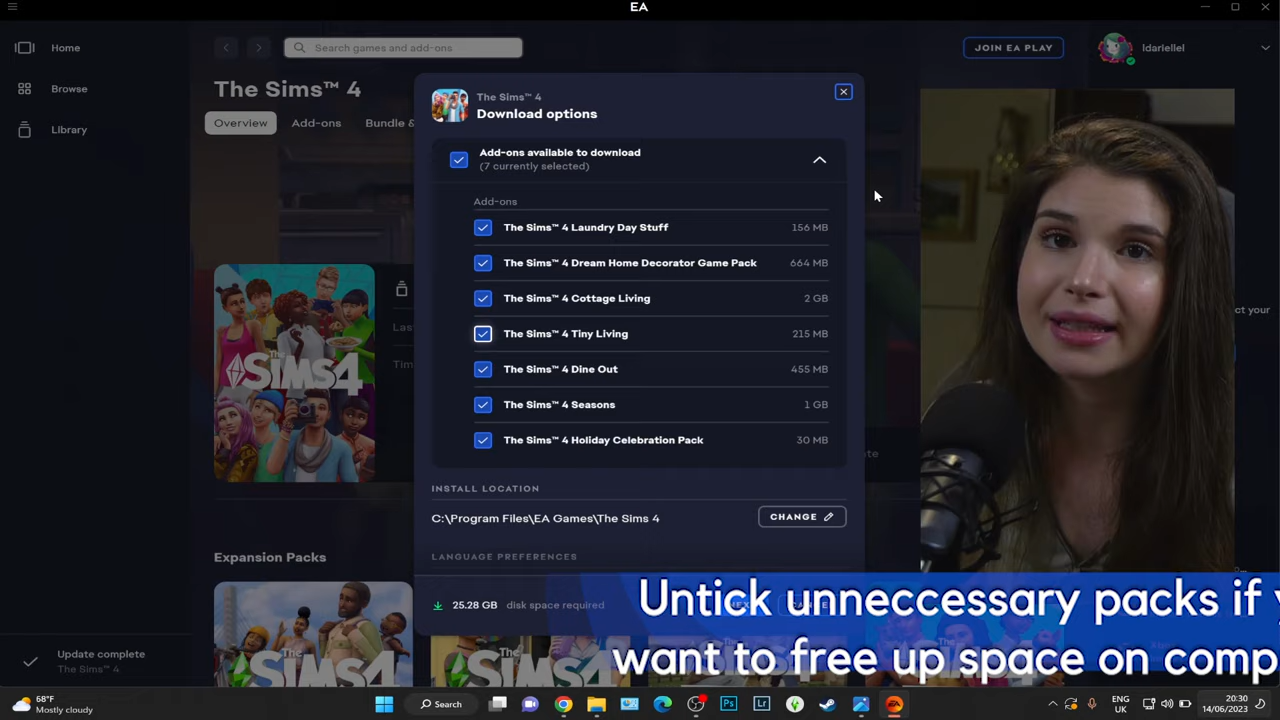 EA
Home
Browse
Library
Search games and add-ons
JOIN EA PLAY
ldariellel
The Sims™ 4
Overview
Add-ons
Bundle &
The Sims™ 4
Download options
Add-ons available to download
(7 currently selected)
Add-ons
The Sims™ 4 Laundry Day Stuff 156 MB
The Sims™ 4 Dream Home Decorator Game Pack 664 MB
The Sims™ 4 Cottage Living 2 GB
The Sims™ 4 Tiny Living 215 MB
The Sims™ 4 Dine Out 455 MB
The Sims™ 4 Seasons 1 GB
The Sims™ 4 Holiday Celebration Pack 30 MB
INSTALL LOCATION
C:\Program Files\EA Games\The Sims 4
CHANGE
LANGUAGE PREFERENCES
25.28 GB disk space required
THE SIMS 4
Expansion Packs
Untick unneccessary packs if
want to free up space on comp
Update complete
The Sims™ 4
68°F
Mostly cloudy
Search
ENG
UK
20:30
14/06/2023